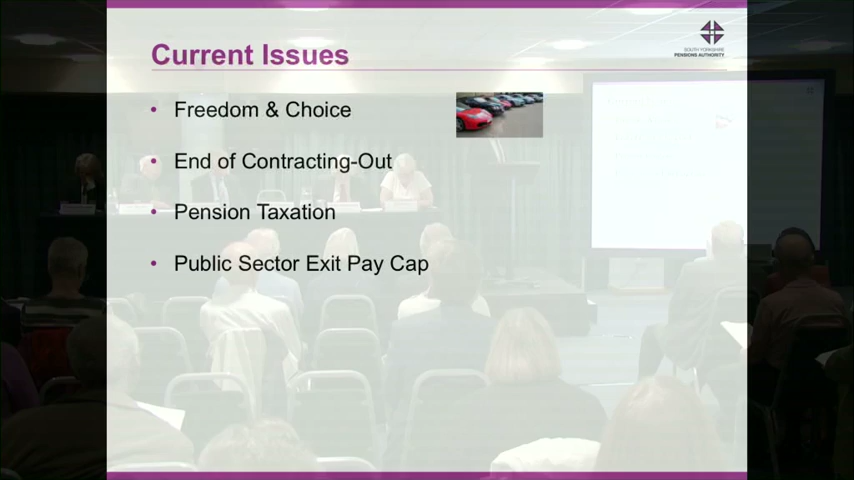 Current Issues
SOUTH YORKSHIRE
PENSIONS AUTHORITY
• Freedom & Choice
• End of Contracting-Out
• Pension Taxation
• Public Sector Exit Pay Cap